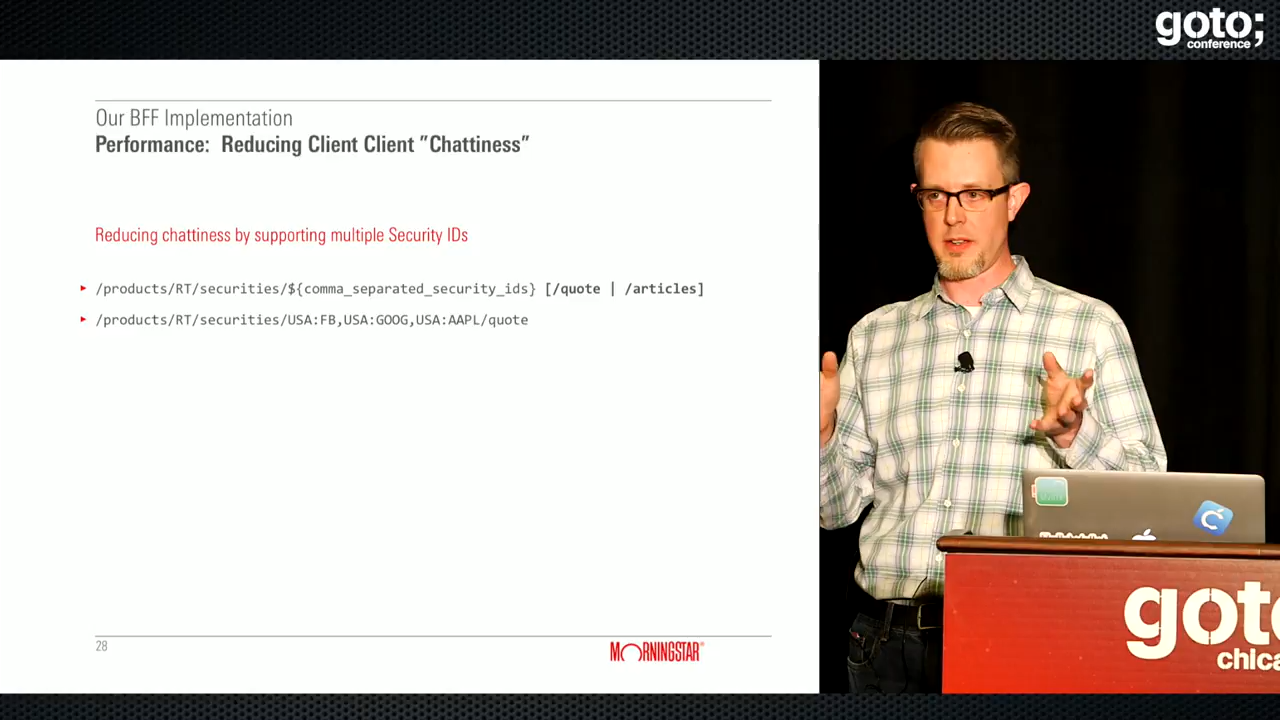 goto;
conference
Our BFF Implementation
Performance: Reducing Client Client ”Chattiness”
Reducing chattiness by supporting multiple Security IDs
/products/RT/securities/${comma_separated_security_ids} [/quote | /articles]
/products/RT/securities/USA:FB,USA:GOOG,USA:AAPL/quote
28
MORNINGSTAR®
goto
chica